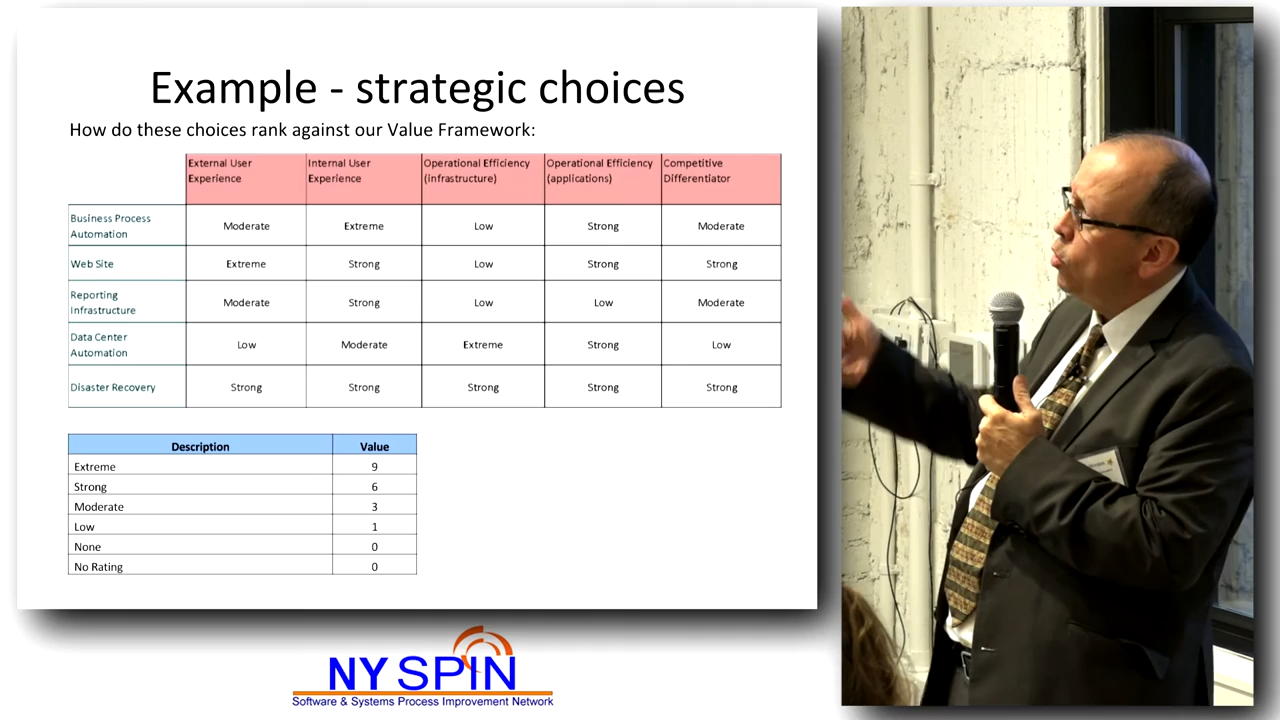 Example - strategic choices
How do these choices rank against our Value Framework:
External User Experience | Internal User Experience | Operational Efficiency (infrastructure) | Operational Efficiency (applications) | Competitive Differentiator
Business Process Automation | Moderate | Extreme | Low | Strong | Moderate
Web Site | Extreme | Strong | Low | Strong | Strong
Reporting Infrastructure | Moderate | Strong | Low | Low | Moderate
Data Center Automation | Low | Moderate | Extreme | Strong | Low
Disaster Recovery | Strong | Strong | Strong | Strong | Strong
Description | Value
Extreme | 9
Strong | 6
Moderate | 3
Low | 1
None | 0
No Rating | 0
NY SPIN
Software & Systems Process Improvement Network